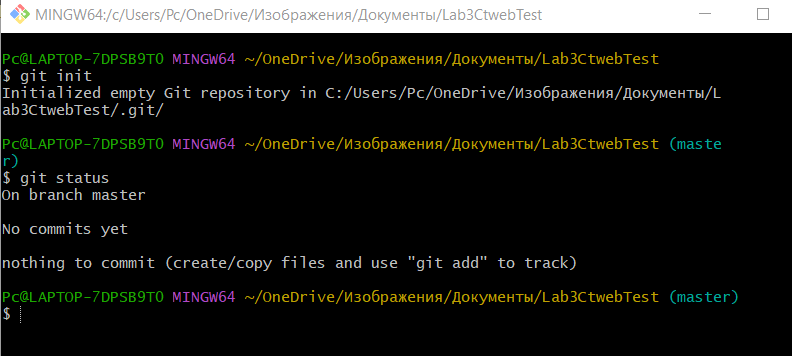 MINGW64:/c/Users/Pc/OneDrive/Изображения/Документы/Lab3CtwebTest
Pc@LAPTOP-7DPSB9TO MINGW64 ~/OneDrive/Изображения/Документы/Lab3CtwebTest
$ git init
Initialized empty Git repository in C:/Users/Pc/OneDrive/Изображения/Документы/L
ab3CtwebTest/.git/
Pc@LAPTOP-7DPSB9TO MINGW64 ~/OneDrive/Изображения/Документы/Lab3CtwebTest (maste
r)
$ git status
On branch master
No commits yet
nothing to commit (create/copy files and use "git add" to track)
Pc@LAPTOP-7DPSB9TO MINGW64 ~/OneDrive/Изображения/Документы/Lab3CtwebTest (master)
$